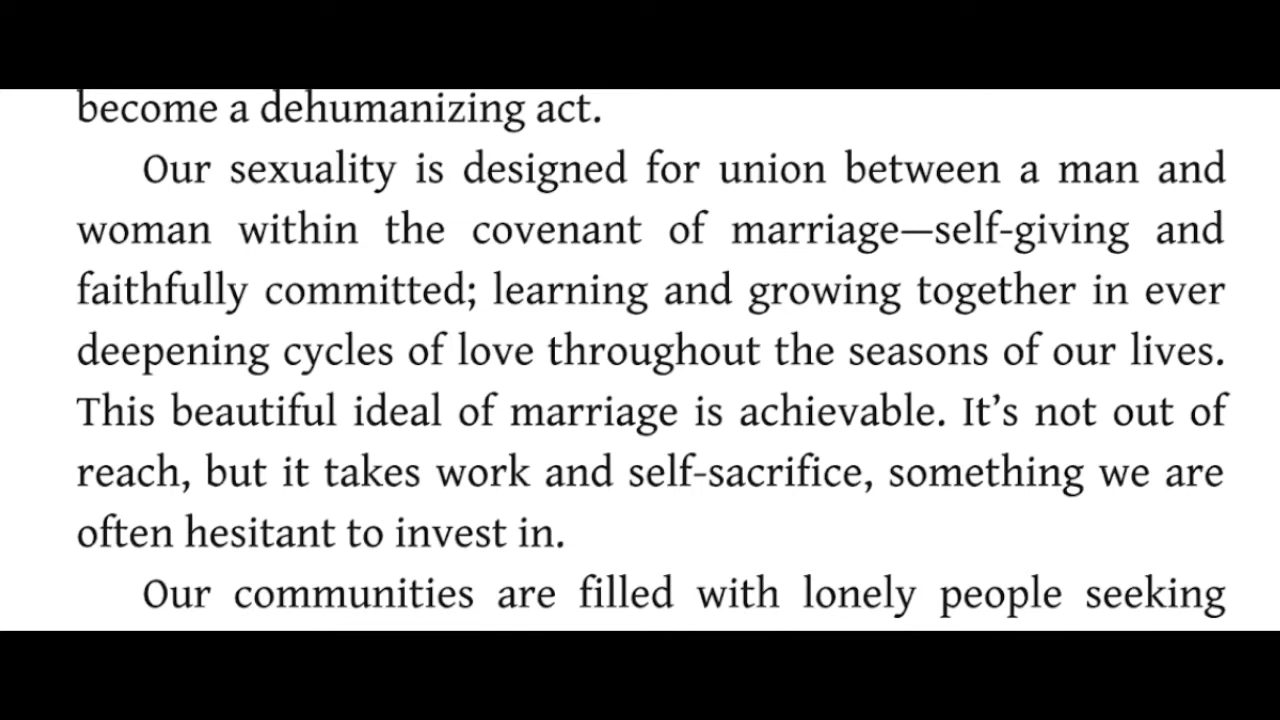 become a dehumanizing act.
Our sexuality is designed for union between a man and
woman within the covenant of marriage—self-giving and
faithfully committed; learning and growing together in ever
deepening cycles of love throughout the seasons of our lives.
This beautiful ideal of marriage is achievable. It’s not out of
reach, but it takes work and self-sacrifice, something we are
often hesitant to invest in.
Our communities are filled with lonely people seeking